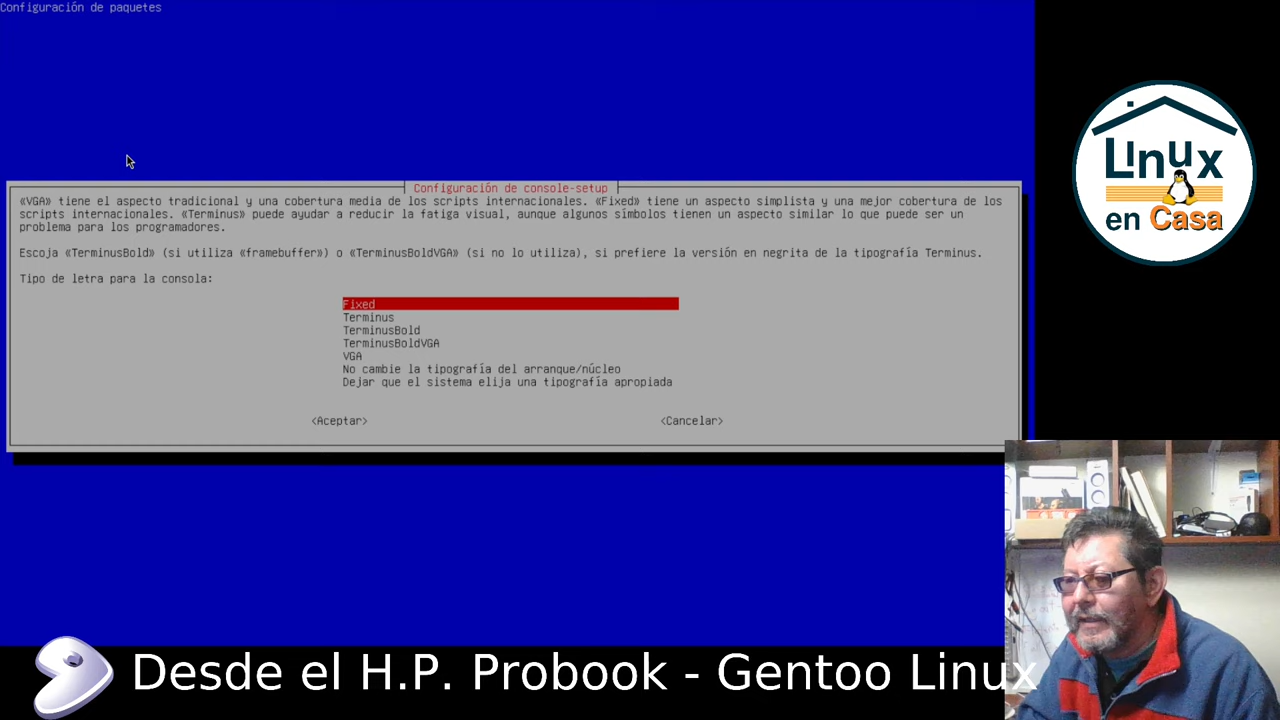 Configuración de paquetes
Configuración de console-setup
«VGA» tiene el aspecto tradicional y una cobertura media de los scripts internacionales. «Fixed» tiene un aspecto simplista y una mejor cobertura de los
scripts internacionales. «Terminus» puede ayudar a reducir la fatiga visual, aunque algunos símbolos tienen un aspecto similar lo que puede ser un
problema para los programadores.
Escoja «TerminusBold» (si utiliza «framebuffer») o «TerminusBoldVGA» (si no lo utiliza), si prefiere la versión en negrita de la tipografía Terminus.
Tipo de letra para la consola:
Fixed
Terminus
TerminusBold
TerminusBoldVGA
VGA
No cambie la tipografía del arranque/núcleo
Dejar que el sistema elija una tipografía apropiada
<Aceptar>
<Cancelar>
Linux
en Casa
Desde el H.P. Probook - Gentoo Linux